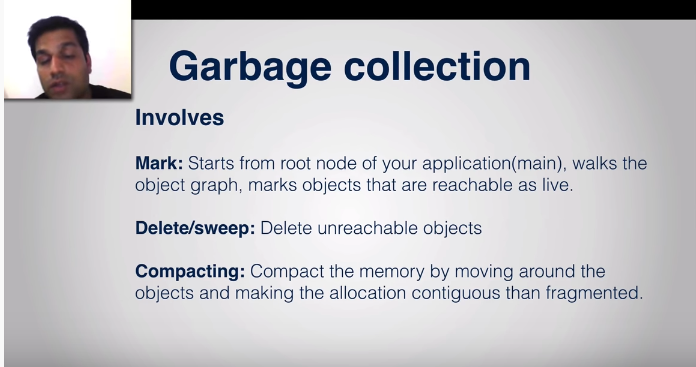 Garbage collection
Involves
Mark: Starts from root node of your application(main), walks the
object graph, marks objects that are reachable as live.
Delete/sweep: Delete unreachable objects
Compacting: Compact the memory by moving around the
objects and making the allocation contiguous than fragmented.